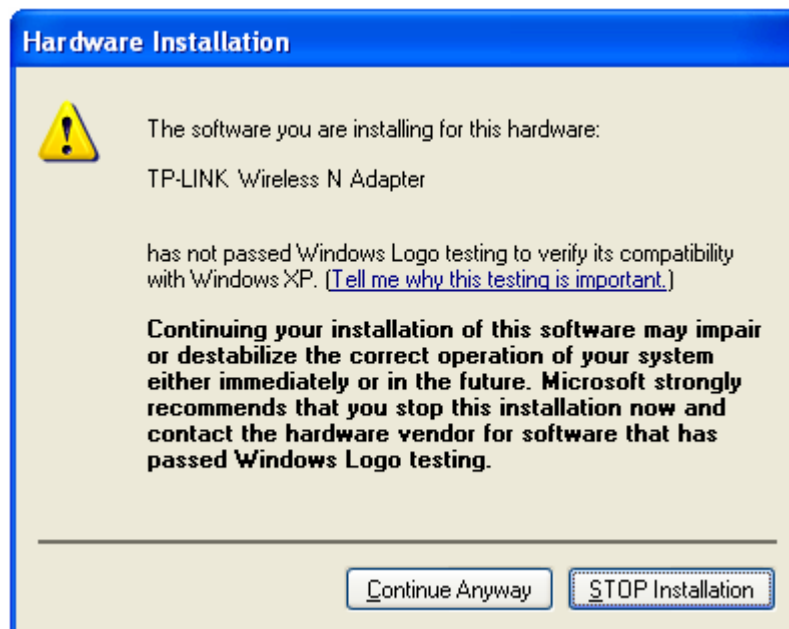 Hardware Installation
The software you are installing for this hardware:
TP-LINK Wireless N Adapter
has not passed Windows Logo testing to verify its compatibility
with Windows XP. (Tell me why this testing is important.)
Continuing your installation of this software may impair
or destabilize the correct operation of your system
either immediately or in the future. Microsoft strongly
recommends that you stop this installation now and
contact the hardware vendor for software that has
passed Windows Logo testing.
Continue Anyway
STOP Installation